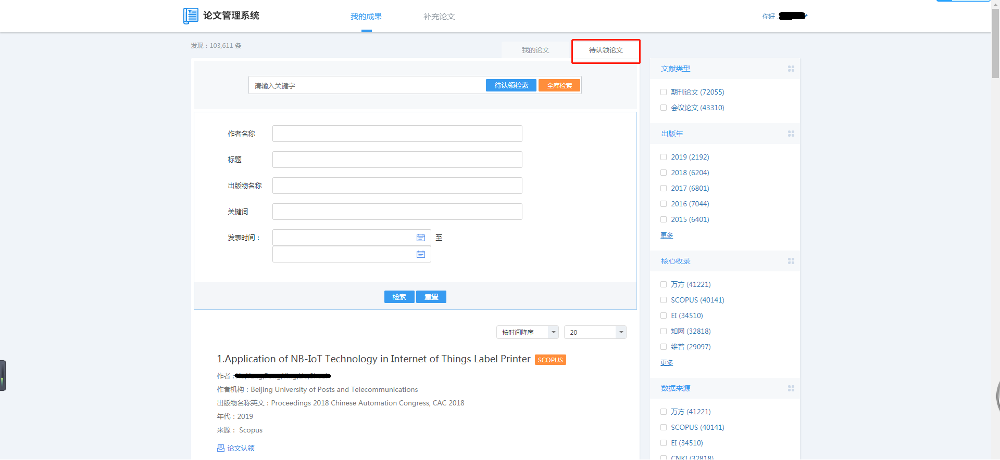 论文管理系统
我的成果
补充论文
你好，
发现：103,611 条
我的论文
待认领论文
请输入关键字
待认领检索
全库检索
作者名称
标题
出版物名称
关键词
发表时间：
至
检索
重置
按时间降序
20
1.Application of NB-IoT Technology in Internet of Things Label Printer SCOPUS
作者：
作者机构：Beijing University of Posts and Telecommunications
出版物名称英文：Proceedings 2018 Chinese Automation Congress, CAC 2018
年代：2019
来源： Scopus
论文认领
文献类型
期刊论文 (72055)
会议论文 (43310)
出版年
2019 (2192)
2018 (6204)
2017 (6801)
2016 (7044)
2015 (6401)
更多
核心收录
万方 (41221)
SCOPUS (40141)
EI (34510)
知网 (32818)
维普 (29097)
更多
数据来源
万方 (41221)
SCOPUS (40141)
EI (34510)
CNKI (32818)